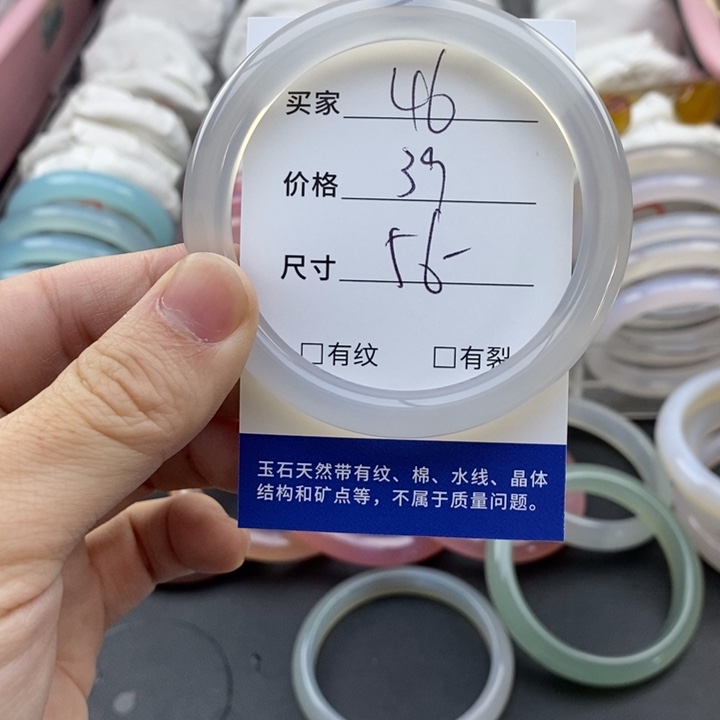 买家 46
价格 39
尺寸 56-
□有纹 □有裂
玉石天然带有纹、棉、水线、晶体
结构和矿点等，不属于质量问题。